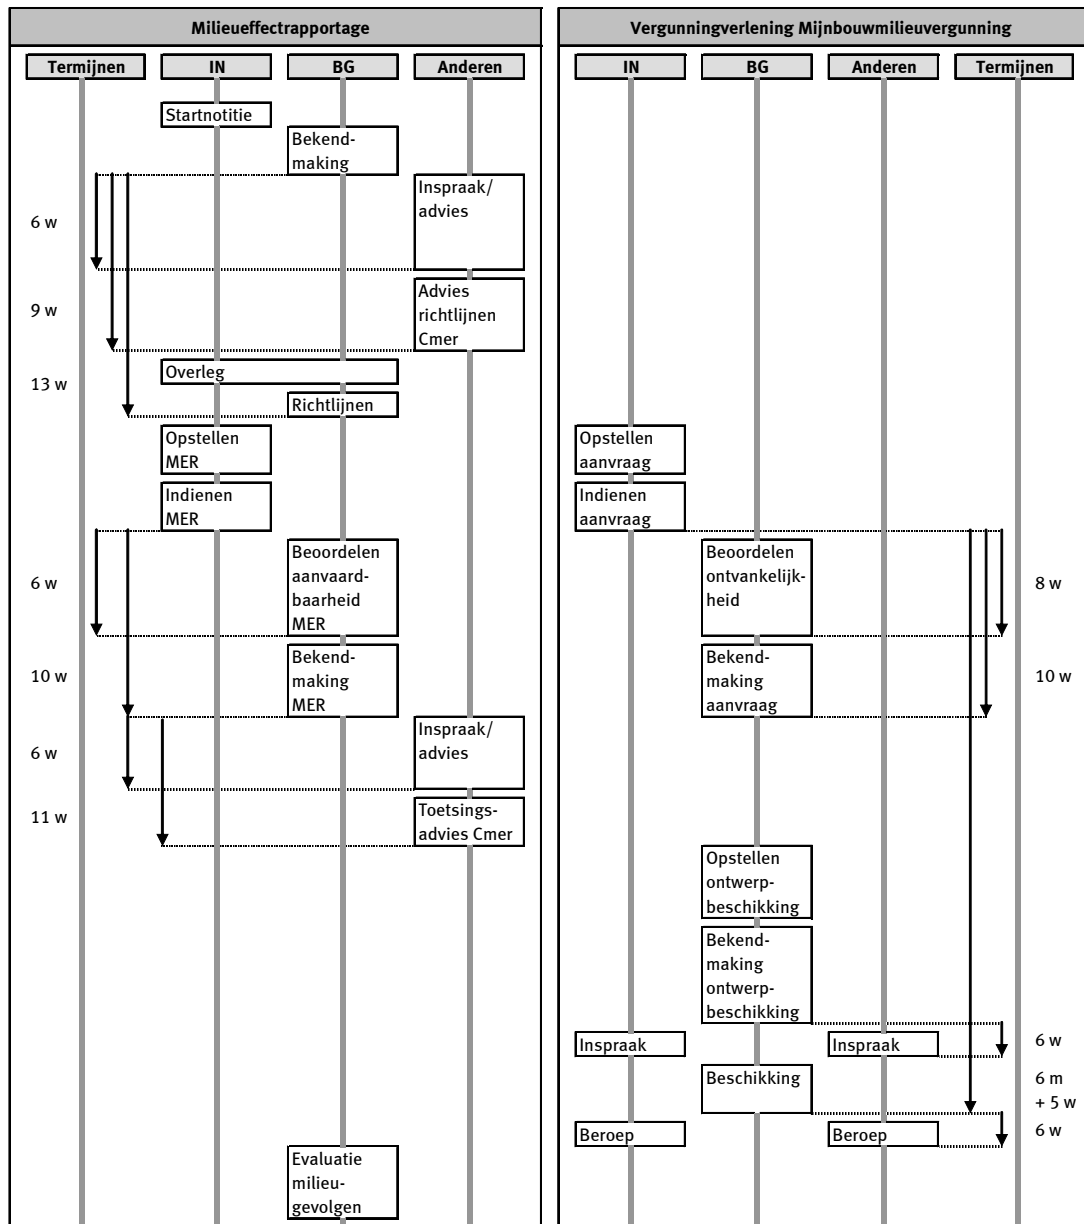 Milieueffectrapportage
Termijnen IN BG Anderen
Startnotitie
Bekend-
making
Inspraak/
advies
6 w
Advies
richtlijnen
Cmer
9 w
Overleg
13 w
Richtlijnen
Opstellen
MER
Indienen
MER
Beoordelen
aanvaard-
baarheid
MER
6 w
Bekend-
making
MER
10 w
Inspraak/
advies
6 w
Toetsings-
advies Cmer
11 w
Evaluatie
milieu-
gevolgen
Vergunningverlening Mijnbouwmilieuvergunning
IN BG Anderen Termijnen
Opstellen
aanvraag
Indienen
aanvraag
Beoordelen
ontvankelijk-
heid
8 w
Bekend-
making
aanvraag
10 w
Opstellen
ontwerp-
beschikking
Bekend-
making
ontwerp-
beschikking
Inspraak Inspraak 6 w
Beschikking 6 m
+ 5 w
Beroep Beroep 6 w